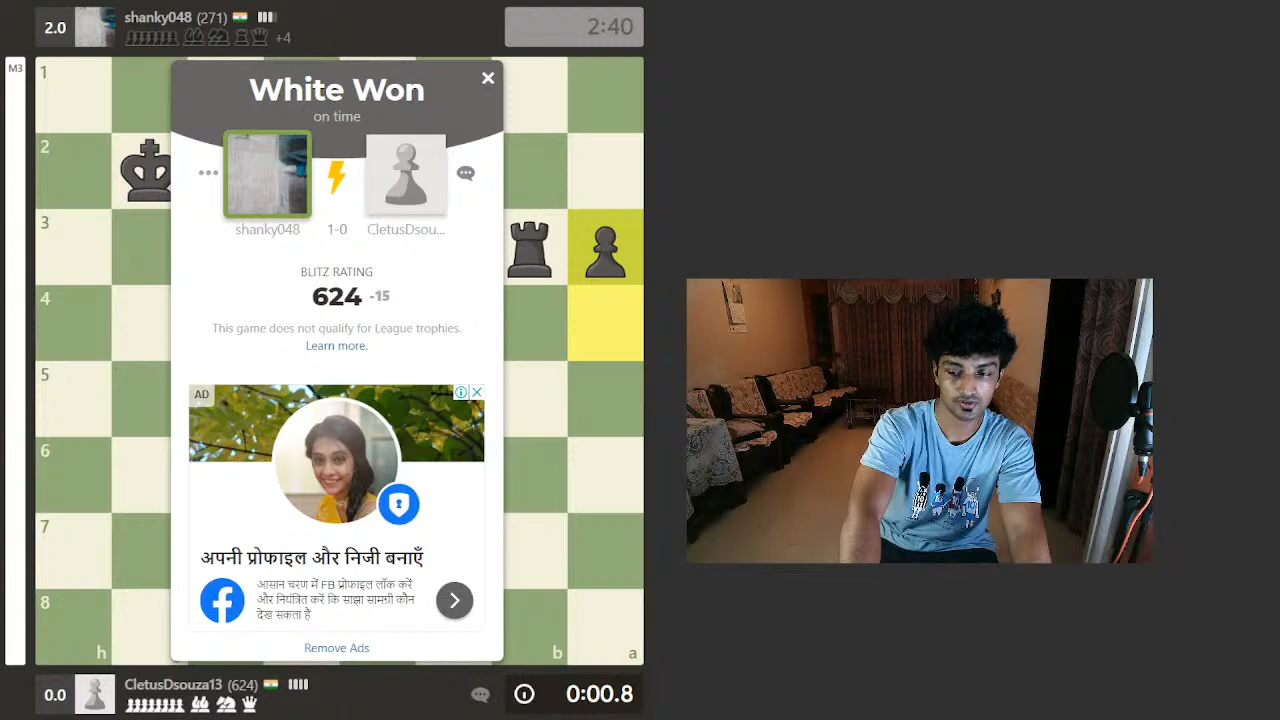 2.0
shanky048 (271)
+4
2:40
M3
1
2
3
4
5
6
7
8
h
b
a
White Won
on time
shanky048
1-0
CletusDsou...
BLITZ RATING
624 -15
This game does not qualify for League trophies.
Learn more.
AD
अपनी प्रोफाइल और निजी बनाएँ
आसान चरण में FB प्रोफाइल लॉक करें
और नियंत्रित करें कि साझा सामग्री कौन
देख सकता है
Remove Ads
0.0
CletusDsouza13 (624)
0:00.8